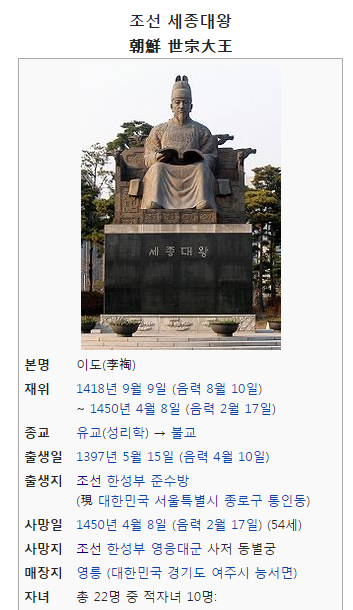 조선 세종대왕
朝鮮 世宗大王
세종대왕
본명 이도(李祹)
재위 1418년 9월 9일 (음력 8월 10일)
~ 1450년 4월 8일 (음력 2월 17일)
종교 유교(성리학) → 불교
출생일 1397년 5월 15일 (음력 4월 10일)
출생지 조선 한성부 준수방
(現 대한민국 서울특별시 종로구 통인동)
사망일 1450년 4월 8일 (음력 2월 17일) (54세)
사망지 조선 한성부 영응대군 사저 동별궁
매장지 영릉 (대한민국 경기도 여주시 능서면)
자녀 총 22명 중 적자녀 10명: